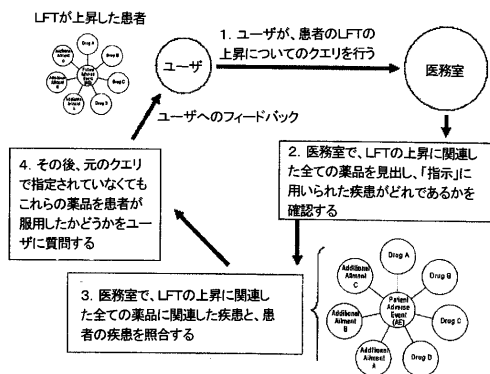 LFTが上昇した患者
Drug A
Drug B
Drug C
Drug D
Patient
Adverse
Event
(AE)
ユーザ
1. ユーザが、患者のLFTの
上昇についてのクエリを行う
医務室
ユーザへのフィードバック
2. 医務室で、LFTの上昇に関連し
た全ての薬品を見出し、「指示」に
用いられた疾患がどれであるかを
確認する
4. その後、元のクエリ
で指定されていなくても
これらの薬品を患者が
服用したかどうかをユー
ザに質問する
3. 医務室で、LFTの上昇に関連し
た全ての薬品に関連した疾患と、患
者の疾患を照合する
Drug A
Drug B
Drug C
Drug D
Additional
Ailment
A
Additional
Ailment
B
Additional
Ailment
C
Patient
Adverse
Event
(AE)